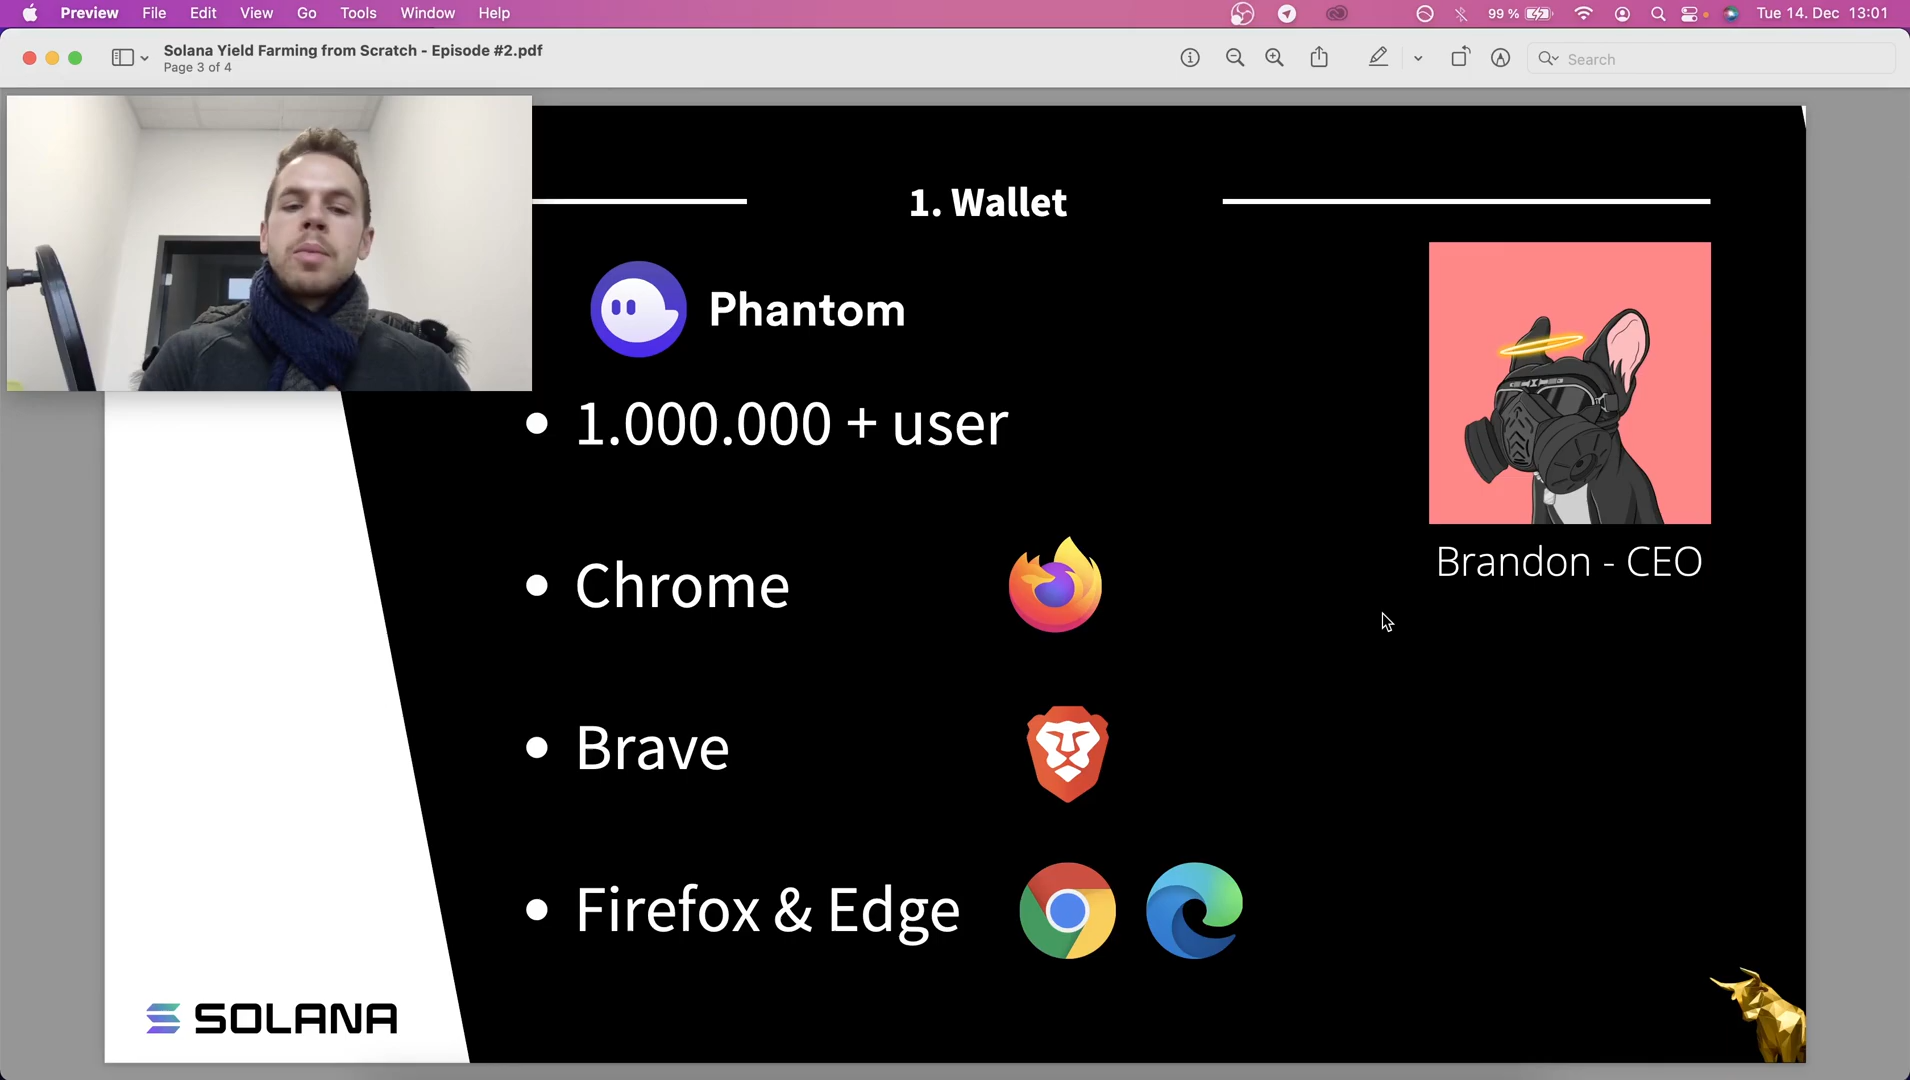 Preview File Edit View Go Tools Window Help 99 % Tue 14. Dec 13:01
Solana Yield Farming from Scratch - Episode #2.pdf
Page 3 of 4
Search
1. Wallet
Phantom
1.000.000 + user
Brandon - CEO
Chrome
Brave
Firefox & Edge
SOLANA